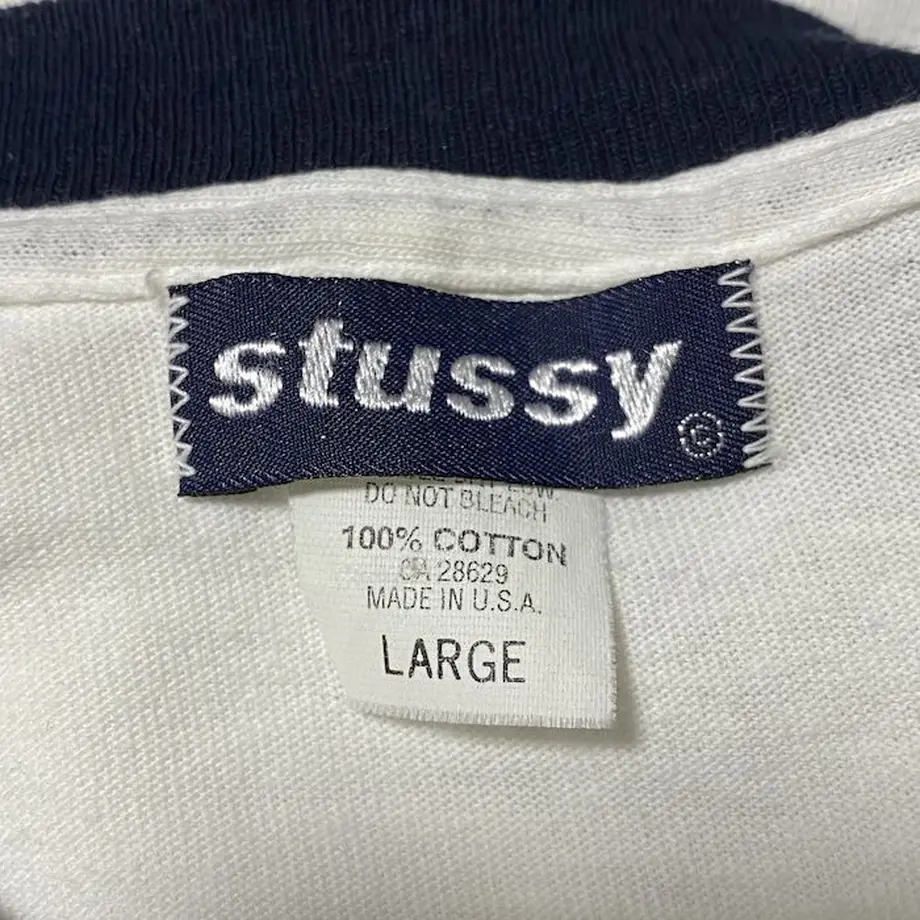 stussy ©
DO NOT BLEACH
100% COTTON
CA 28629
MADE IN U.S.A.
LARGE